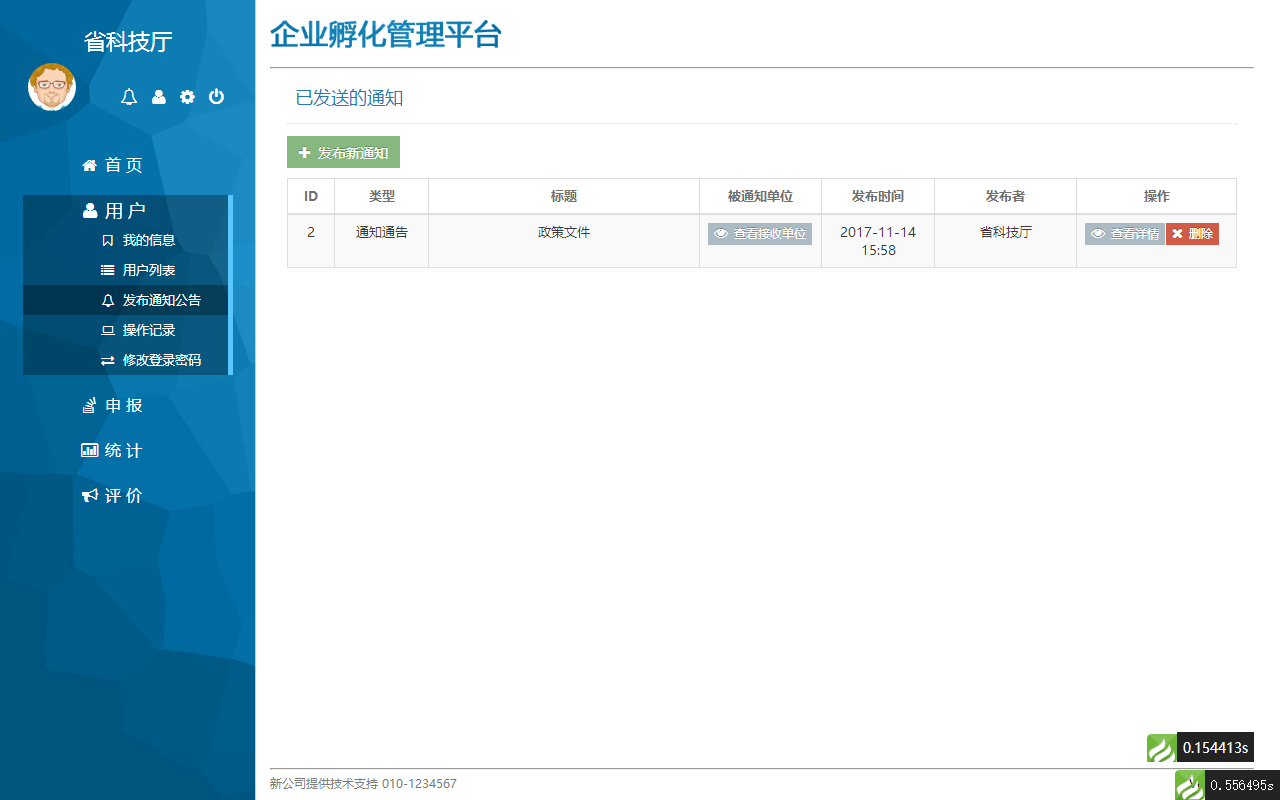 省科技厅
首 页
用 户
我的信息
用户列表
发布通知公告
操作记录
修改登录密码
申 报
统 计
评 价
企业孵化管理平台
已发送的通知
发布新通知
ID 类型 标题 被通知单位 发布时间 发布者 操作
2 通知通告 政策文件 查看接收单位 2017-11-14 省科技厅 查看详情 删除
15:58
0.154413s
新公司提供技术支持 010-1234567
0.556495s